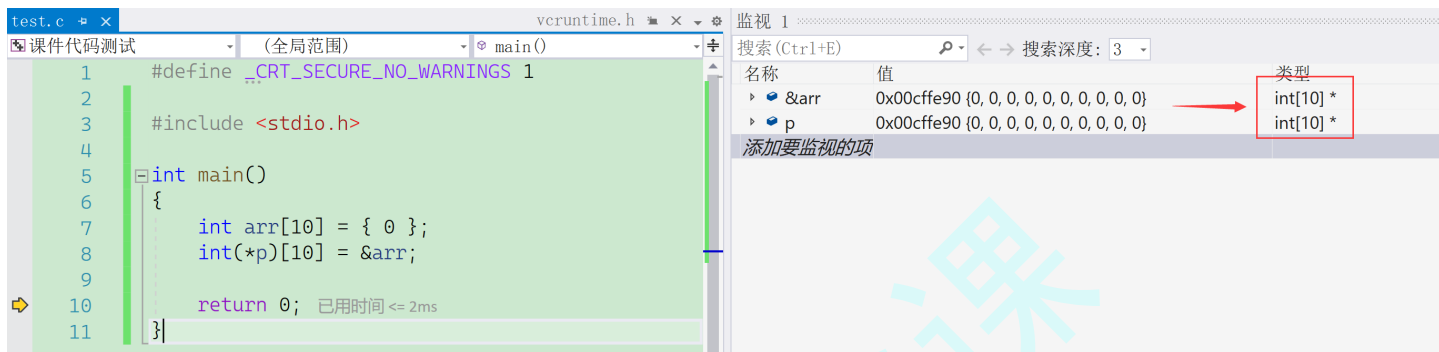 test.c
vcruntime.h
课件代码测试
(全局范围)
main()
1 #define _CRT_SECURE_NO_WARNINGS 1
2
3 #include <stdio.h>
4
5 int main()
6 {
7 int arr[10] = { 0 };
8 int(*p)[10] = &arr;
9
10 return 0; 已用时间 <= 2ms
11 }
监视 1
搜索(Ctrl+E) 搜索深度: 3
名称 值 类型
&arr 0x00cffe90 {0, 0, 0, 0, 0, 0, 0, 0, 0, 0} int[10] *
p 0x00cffe90 {0, 0, 0, 0, 0, 0, 0, 0, 0, 0} int[10] *
添加要监视的项
课